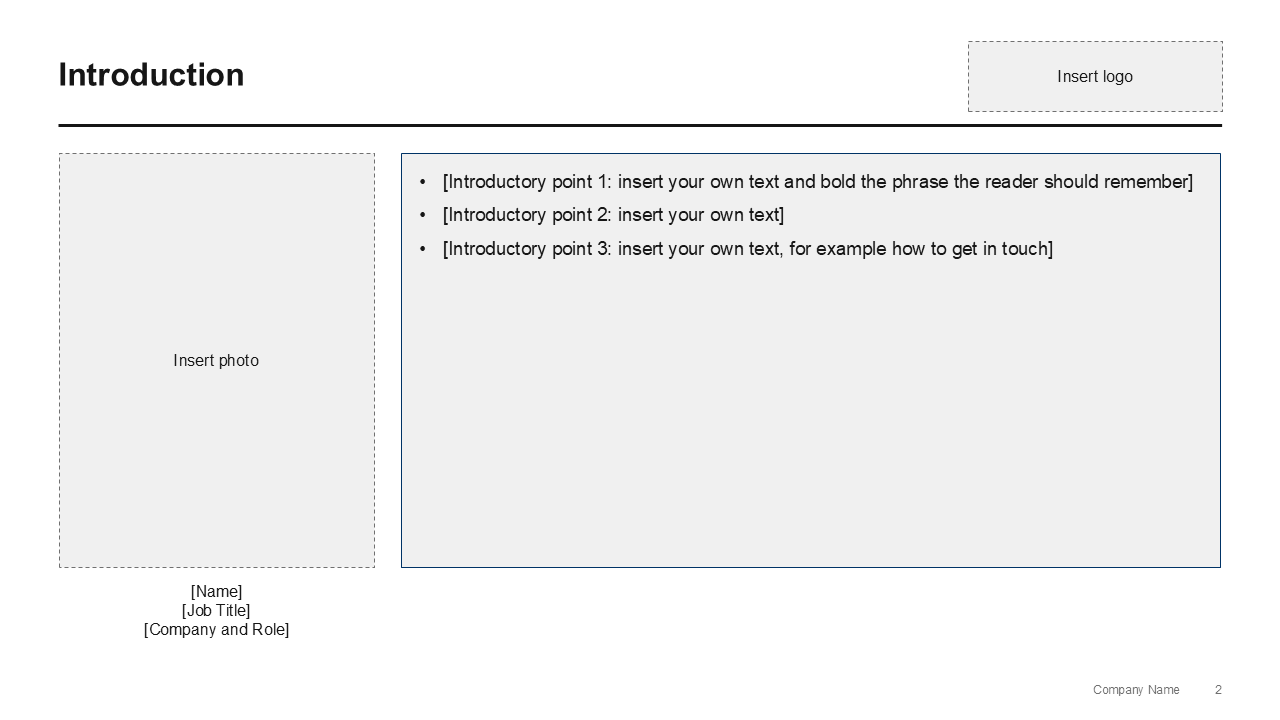 Introduction
Insert logo
• [Introductory point 1: insert your own text and bold the phrase the reader should remember]
• [Introductory point 2: insert your own text]
• [Introductory point 3: insert your own text, for example how to get in touch]
Insert photo
[Name]
[Job Title]
[Company and Role]
Company Name 2